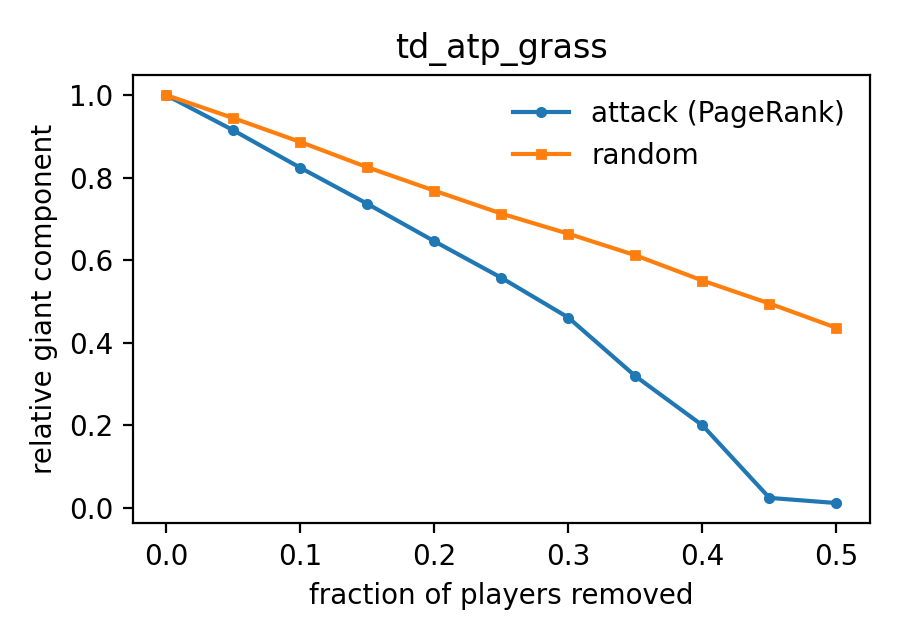 td_atp_grass
attack (PageRank)
random
relative giant component
1.0
0.8
0.6
0.4
0.2
0.0
0.0 0.1 0.2 0.3 0.4 0.5
fraction of players removed